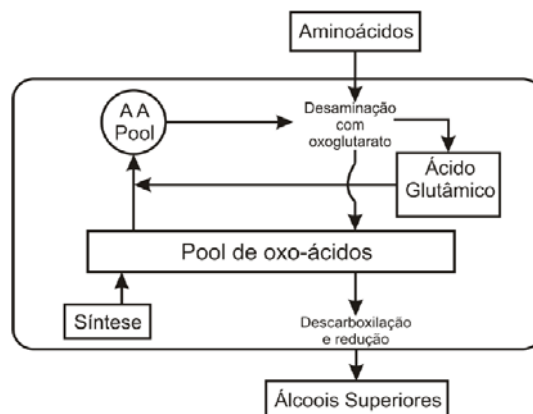 Aminoácidos
A A
Pool
Desaminação
com
oxoglutarato
Ácido
Glutâmico
Pool de oxo-ácidos
Síntese
Descarboxilação
e redução
Álcoois Superiores